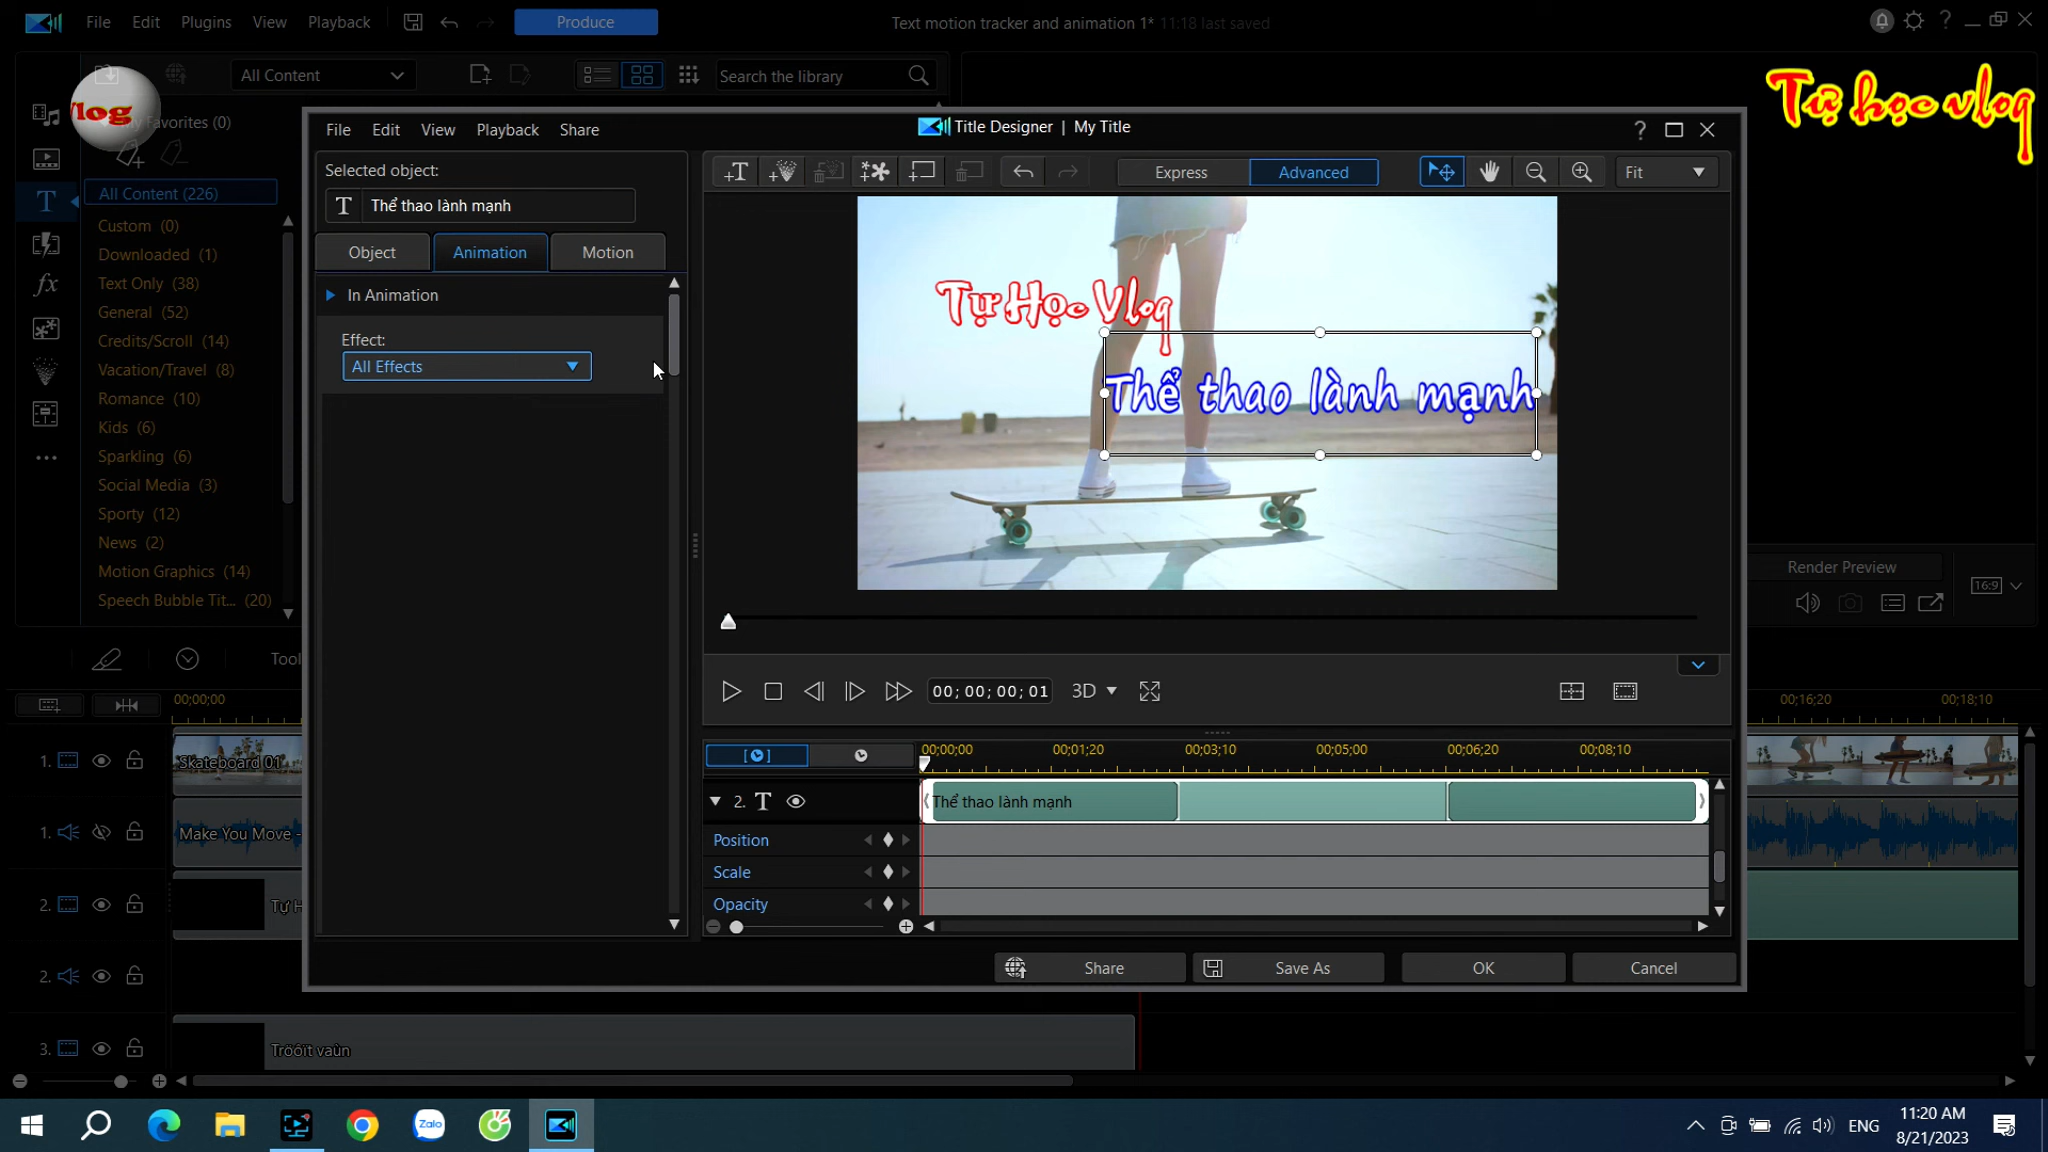 File Edit Plugins View Playback Produce Text motion tracker and animation 1* 11:18 last saved
All Content Search the library
Vlog
Tự học vlog
My Favorites (0)
All Content (226)
Custom (0)
Downloaded (1)
Text Only (38)
General (52)
Credits/Scroll (14)
Vacation/Travel (8)
Romance (10)
Kids (6)
Sparkling (6)
Social Media (3)
Sporty (12)
News (2)
Motion Graphics (14)
Speech Bubble Tit... (20)
File Edit View Playback Share Title Designer | My Title
Selected object:
T Thể thao lành mạnh
Express Advanced Fit
Object Animation Motion
In Animation
Effect:
All Effects
Tự Học Vlog
Thể thao lành mạnh
00; 00; 00; 01 3D
Render Preview
16:9
Tool
00;00;00 00;16;20 00;18;10
00;00;00 00;01;20 00;03;10 00;05;00 00;06;20 00;08;10
2. T Thể thao lành mạnh
Position
Scale
Opacity
Share Save As OK Cancel
1. Skateboard 01
1. Make You Move -
2. Tự H
2.
3. Tröôït vaùn
Zalo
ENG
11:20 AM
8/21/2023